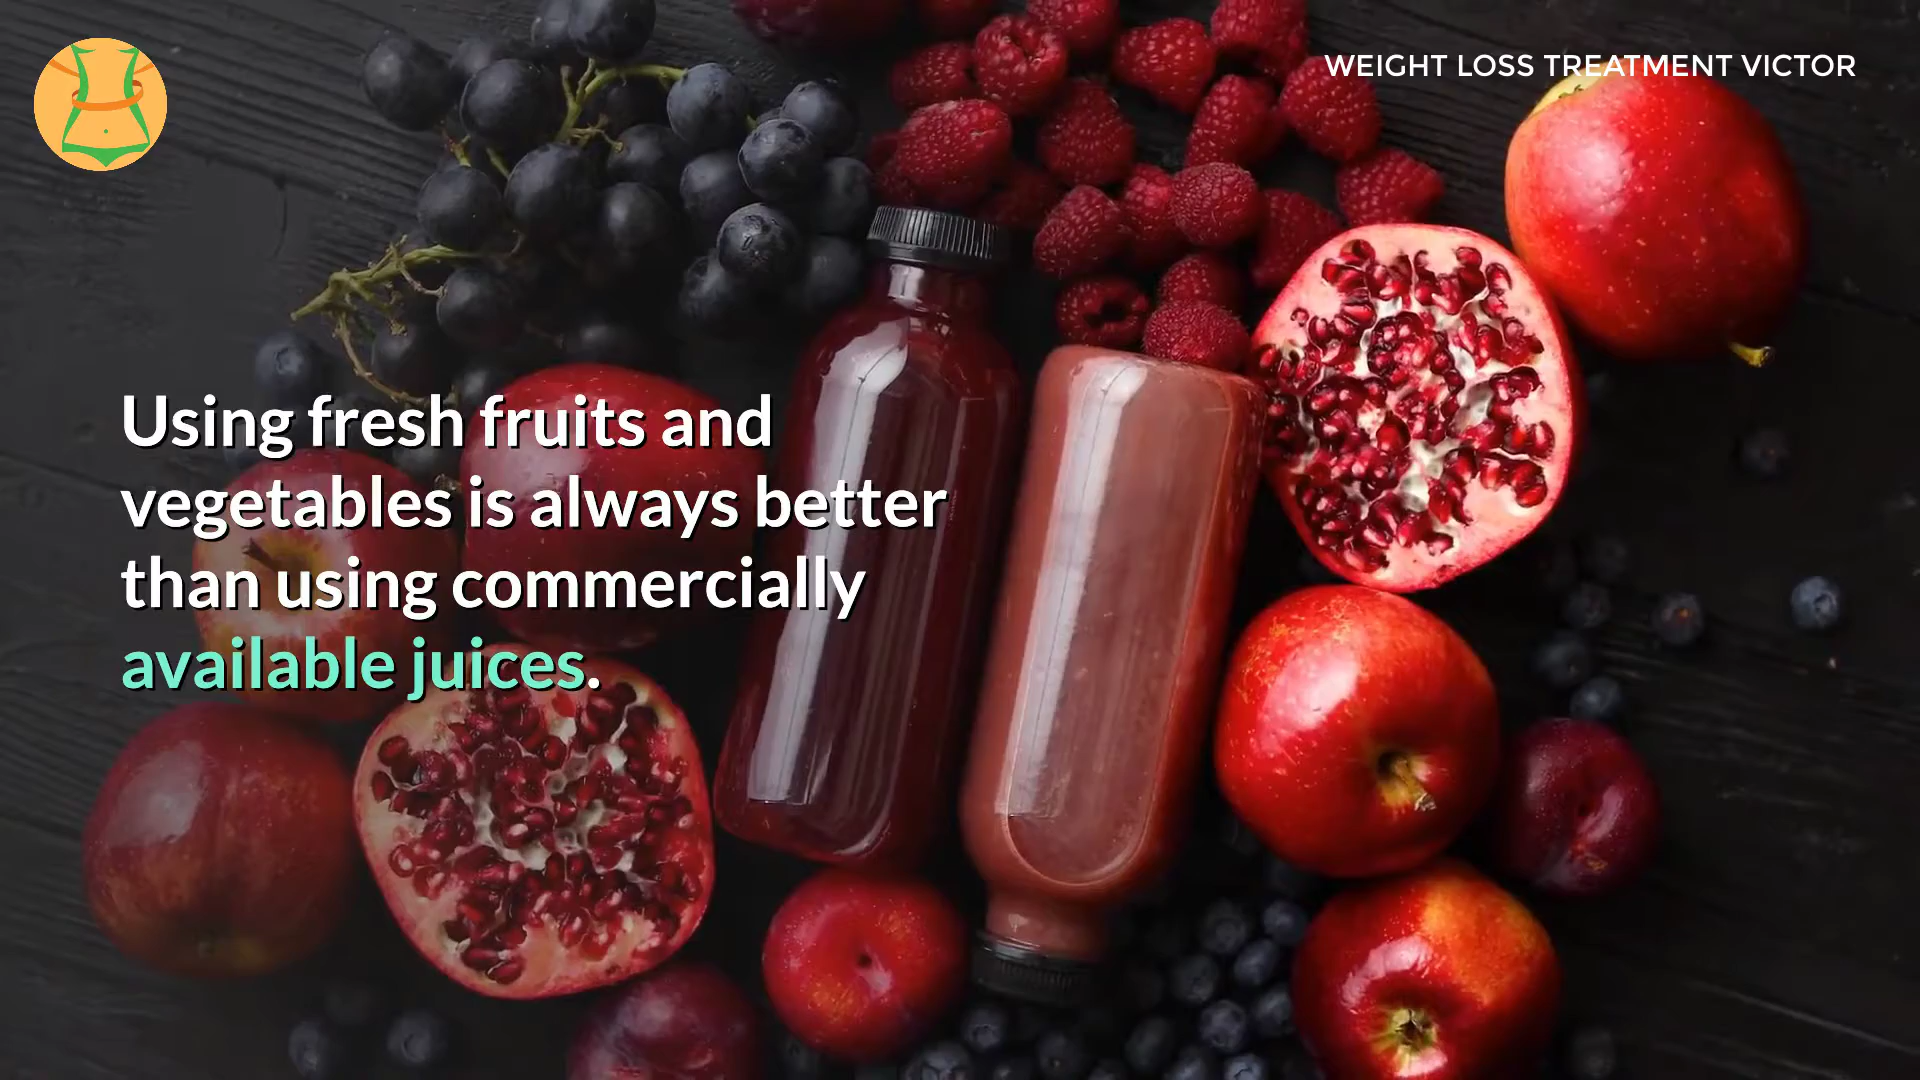 WEIGHT LOSS TREATMENT VICTOR
Using fresh fruits and
vegetables is always better
than using commercially
available juices.